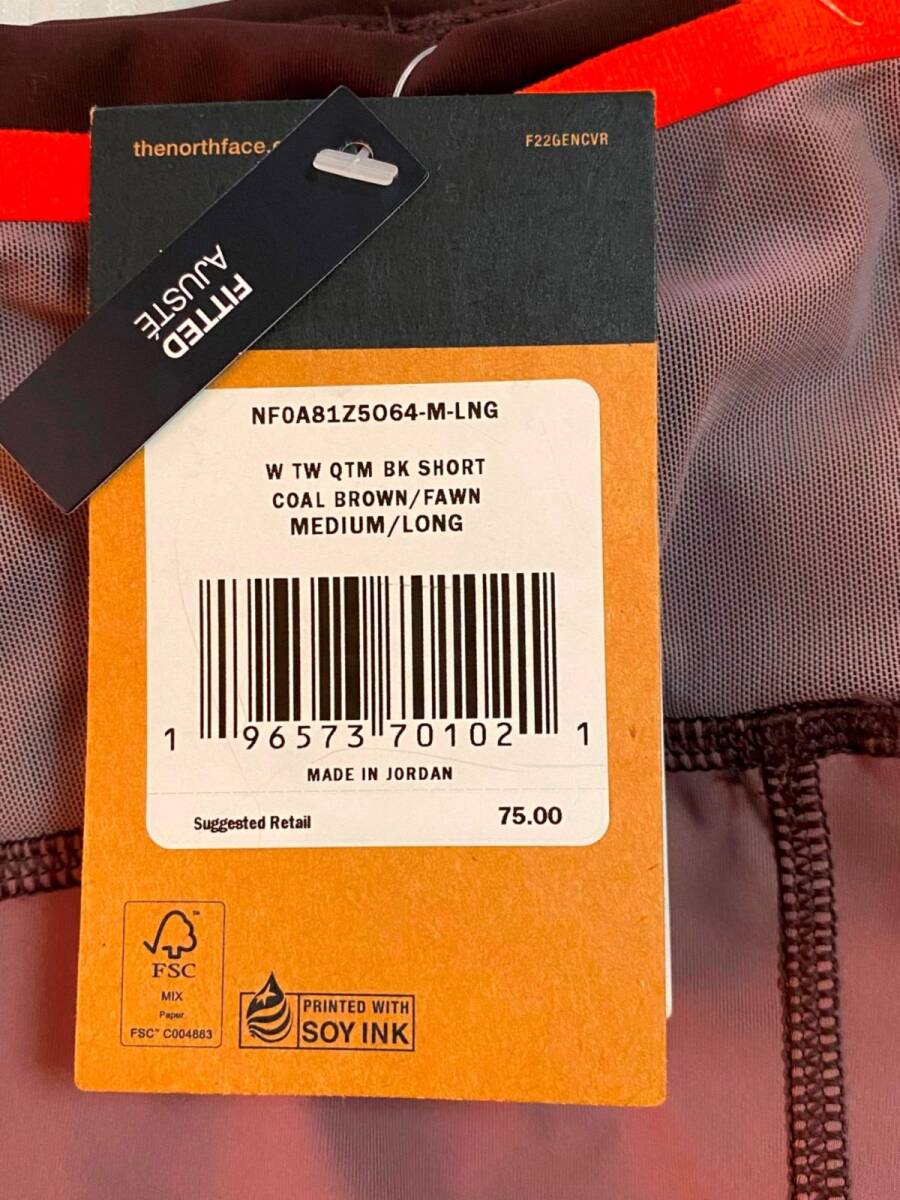 thenorthface.c
F22GENCVR
FITTED
AJUSTÉ
NF0A81Z5O64-M-LNG
W TW QTM BK SHORT
COAL BROWN/FAWN
MEDIUM/LONG
1 96573 70102 1
MADE IN JORDAN
Suggested Retail 75.00
FSC
MIX
Paper
FSC™ C004883
PRINTED WITH
SOY INK